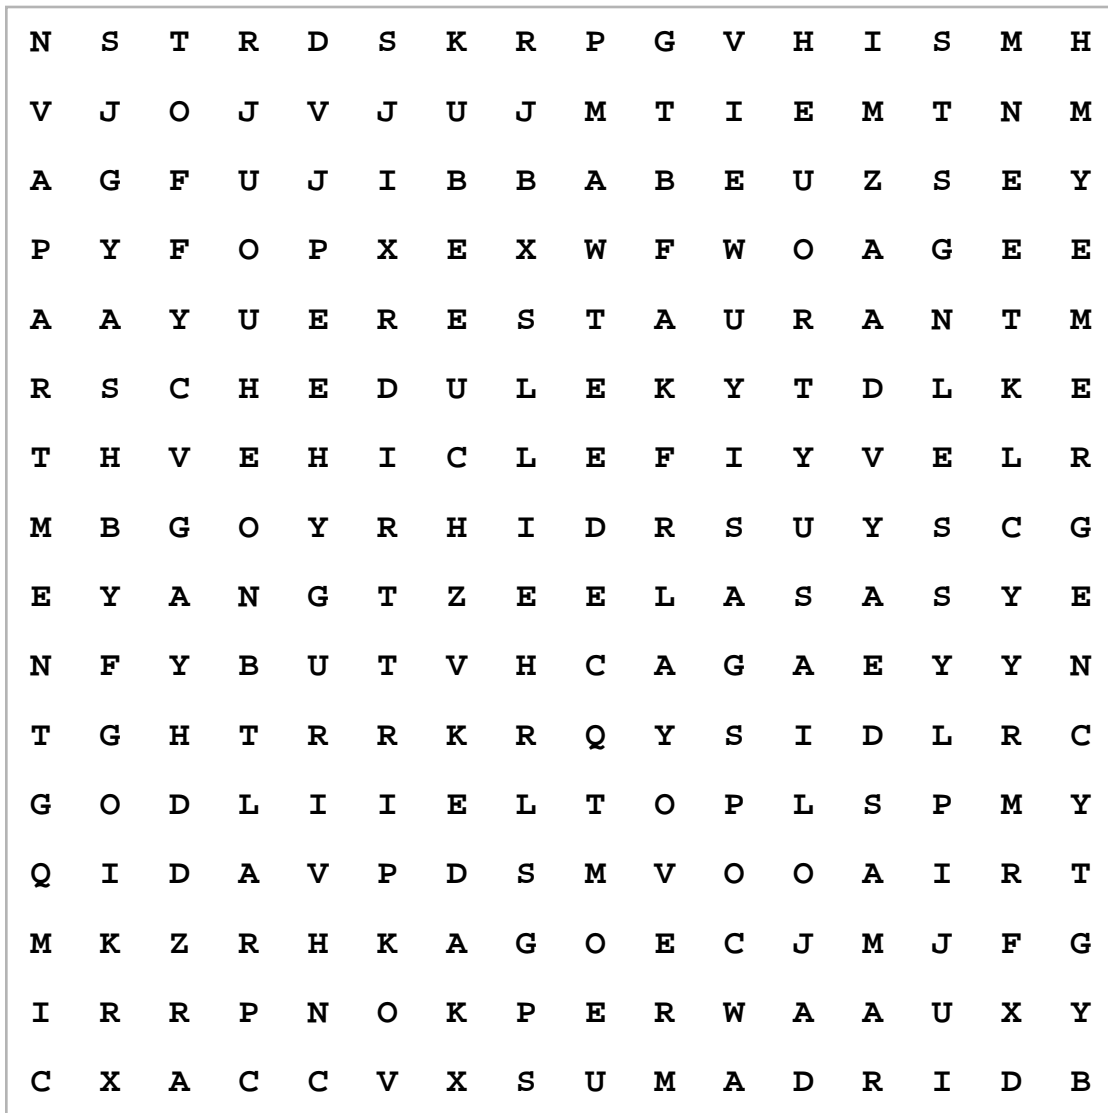 N S T R D S K R P G V H I S M H
V J O J V J U J M T I E M T N M
A G F U J I B B A B E U Z S E Y
P Y F O P X E X W F W O A G E E
A A Y U E R E S T A U R A N T M
R S C H E D U L E K Y T D L K E
T H V E H I C L E F I Y V E L R
M B G O Y R H I D R S U Y S C G
E Y A N G T Z E E L A S A S Y E
N F Y B U T V H C A G A E Y Y N
T G H T R R K R Q Y S I D L R C
G O D L I I E L T O P L S P M Y
Q I D A V P D S M V O O A I R T
M K Z R H K A G O E C J M J F G
I R R P N O K P E R W A A U X Y
C X A C C V X S U M A D R I D B